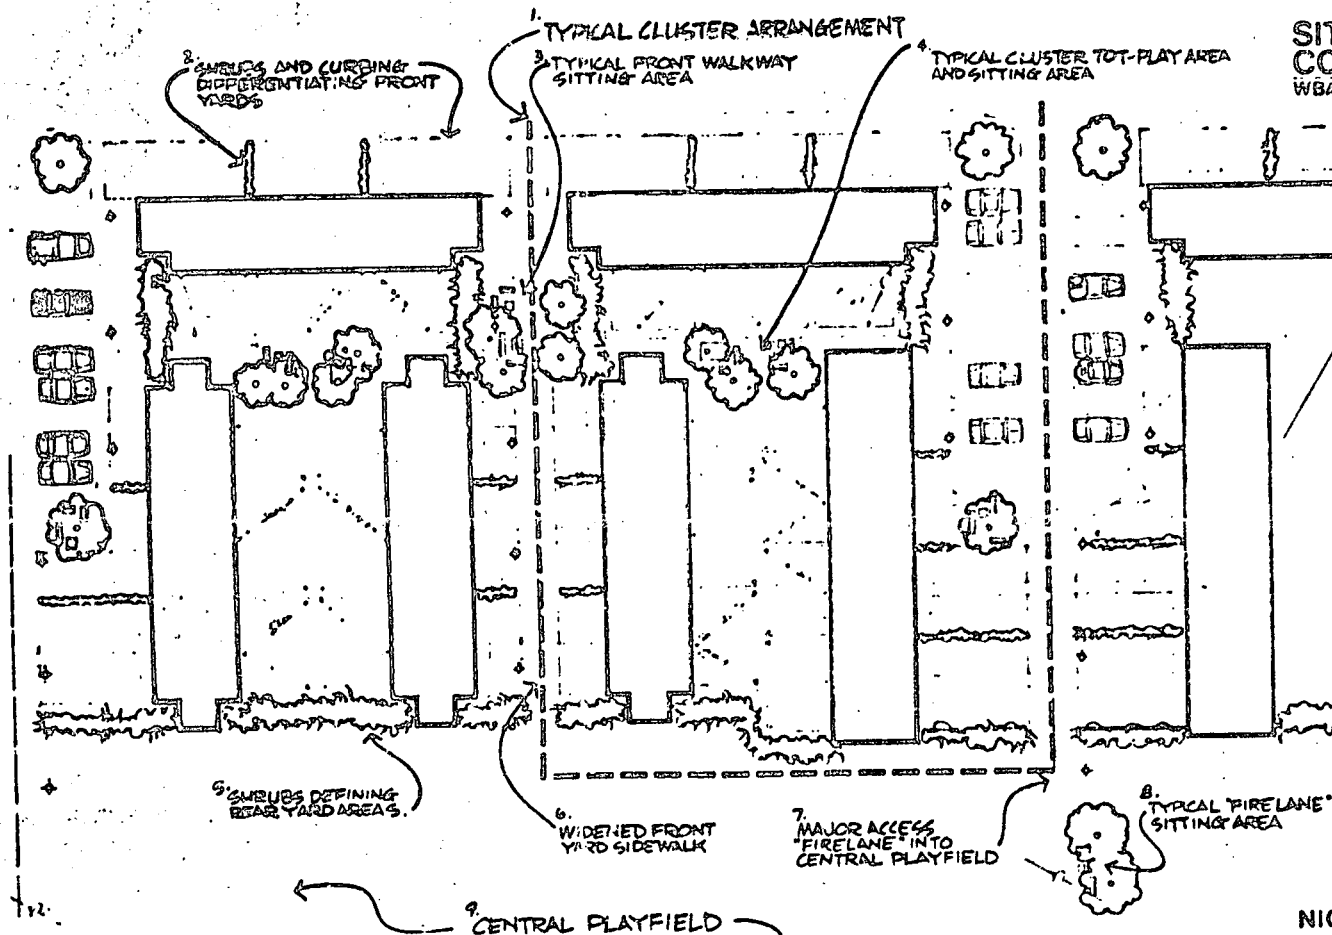 1. TYPICAL CLUSTER ARRANGEMENT
2. SHRUBS AND CURBING
DIFFERENTIATING FRONT
YARDS
3. TYPICAL FRONT WALKWAY
SITTING AREA
4. TYPICAL CLUSTER TOT-PLAY AREA
AND SITTING AREA
SIT
CO
WBA
5. SHRUBS DEFINING
REAR YARD AREAS.
6. WIDENED FRONT
YARD SIDEWALK
7. MAJOR ACCESS
"FIRELANE" INTO
CENTRAL PLAYFIELD
8. TYPICAL "FIRELANE"
SITTING AREA
9. CENTRAL PLAYFIELD